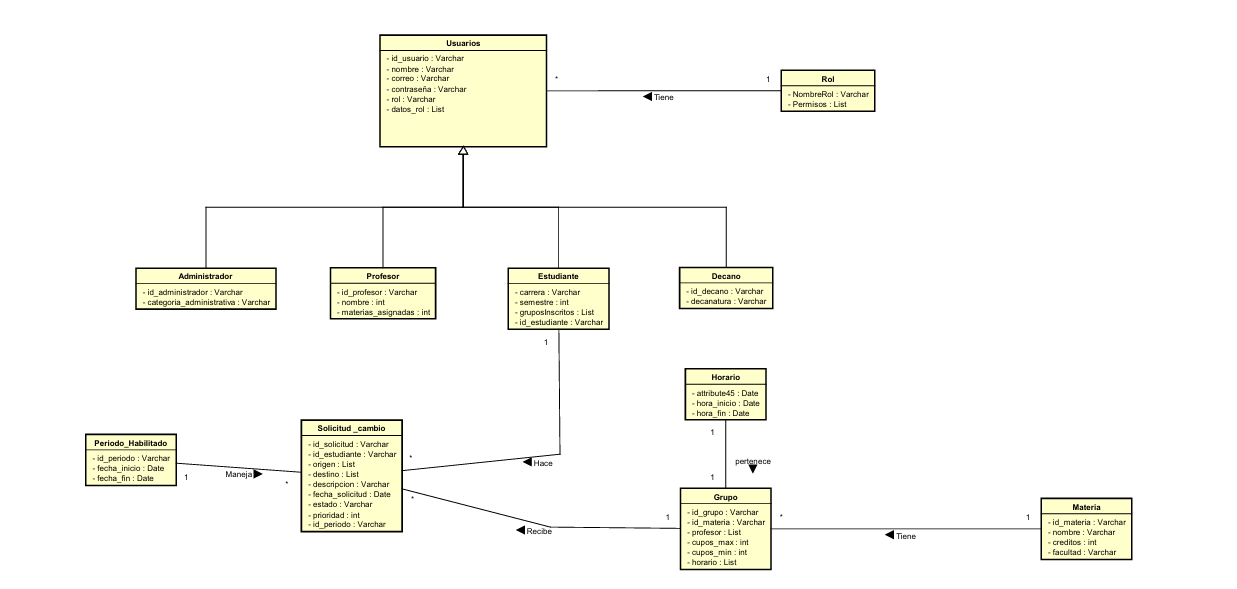 Usuarios
- id_usuario : Varchar
- nombre : Varchar
- correo : Varchar
- contraseña : Varchar
- rol : Varchar
- datos_rol : List
*
1
Tiene
Rol
- NombreRol : Varchar
- Permisos : List
Administrador
- id_administrador : Varchar
- categoria_administrativa : Varchar
Profesor
- id_profesor : Varchar
- nombre : int
- materias_asignadas : int
Estudiante
- carrera : Varchar
- semestre : int
- gruposInscritos : List
- id_estudiante : Varchar
Decano
- id_decano : Varchar
- decanatura : Varchar
1
Horario
- attribute45 : Date
- hora_inicio : Date
- hora_fin : Date
1
pertenece
1
Periodo_Habilitado
- id_periodo : Varchar
- fecha_inicio : Date
- fecha_fin : Date
1
Maneja
*
Solicitud _cambio
- id_solicitud : Varchar
- id_estudiante : Varchar
- origen : List
- destino : List
- descripcion : Varchar
- fecha_solicitud : Date
- estado : Varchar
- prioridad : int
- id_periodo : Varchar
*
Hace
*
Recibe
1
Grupo
- id_grupo : Varchar
- id_materia : Varchar
- profesor : List
- cupos_max : int
- cupos_min : int
- horario : List
*
Tiene
1
Materia
- id_materia : Varchar
- nombre : Varchar
- creditos : int
- facultad : Varchar